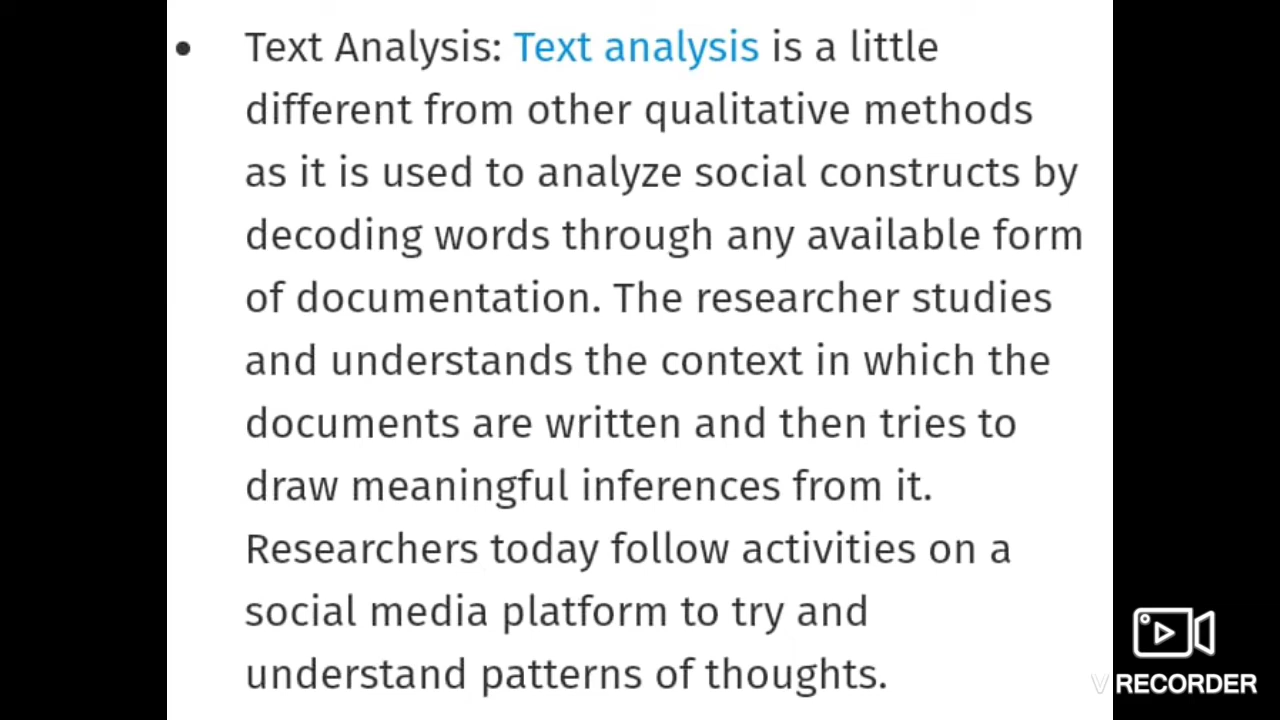 • Text Analysis: Text analysis is a little
different from other qualitative methods
as it is used to analyze social constructs by
decoding words through any available form
of documentation. The researcher studies
and understands the context in which the
documents are written and then tries to
draw meaningful inferences from it.
Researchers today follow activities on a
social media platform to try and
understand patterns of thoughts.
V RECORDER